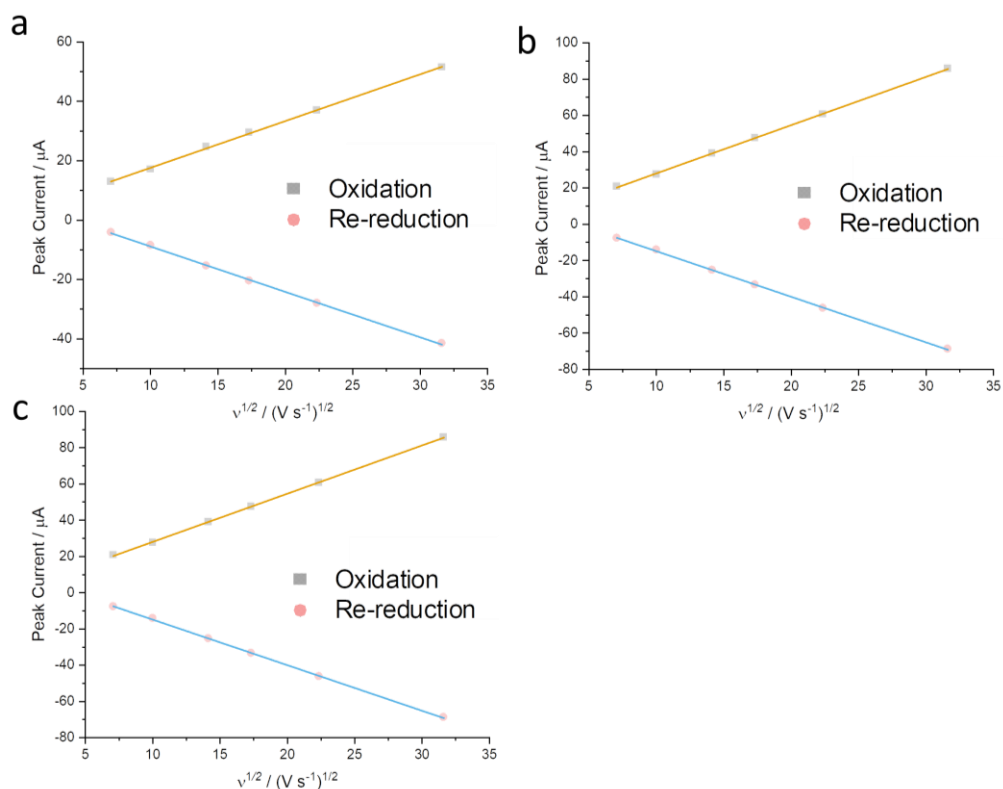 a
60
40
20
0
-20
-40
Peak Current / μA
Oxidation
Re-reduction
5 10 15 20 25 30 35
ν1/2 / (V s-1)1/2
b
100
80
60
40
20
0
-20
-40
-60
-80
Peak Current / μA
Oxidation
Re-reduction
5 10 15 20 25 30 35
ν1/2 / (V s-1)1/2
c
100
80
60
40
20
0
-20
-40
-60
-80
Peak Current / μA
Oxidation
Re-reduction
5 10 15 20 25 30 35
ν1/2 / (V s-1)1/2